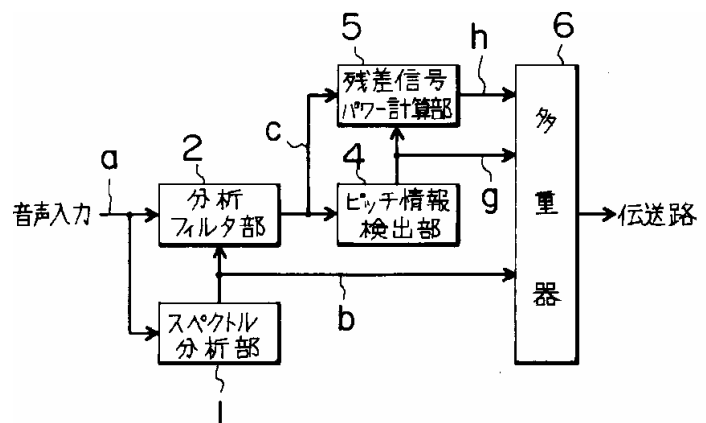 5
残差信号
パワー計算部
h
6
多重器
c
2
分析
フィルタ部
4
ピッチ情報
検出部
g
a
音声入力
伝送路
b
スペクトル
分析部
1